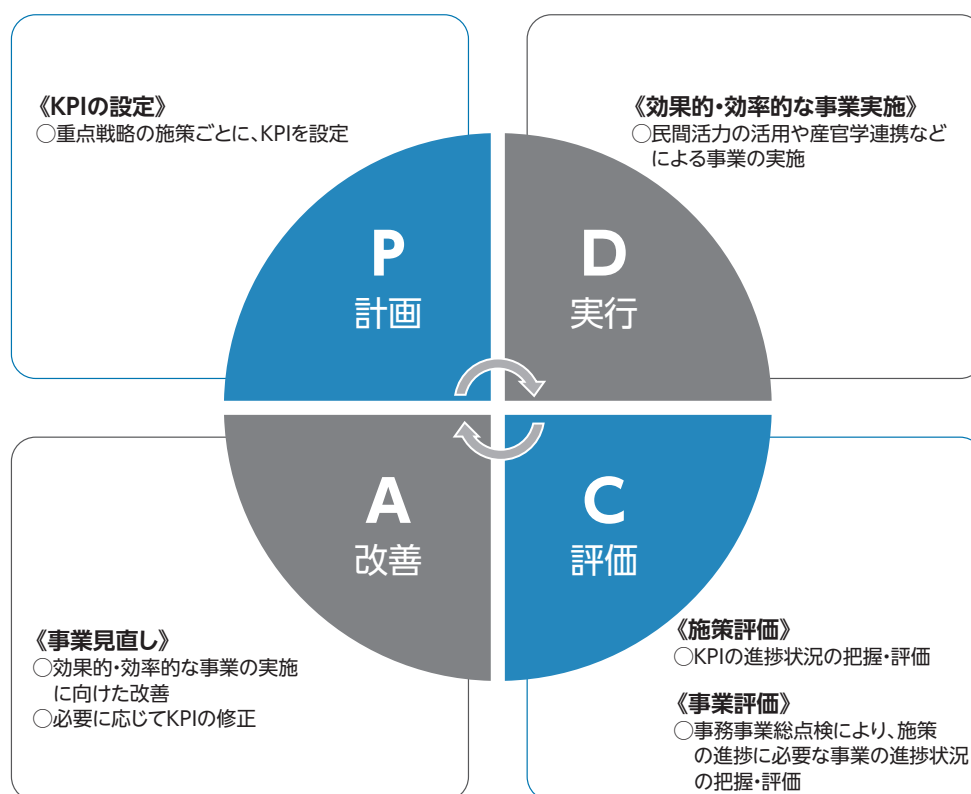 《KPIの設定》
○重点戦略の施策ごとに、KPIを設定
《効果的・効率的な事業実施》
○民間活力の活用や産官学連携など
による事業の実施
P
計画
D
実行
A
改善
C
評価
《事業見直し》
○効果的・効率的な事業の実施
に向けた改善
○必要に応じてKPIの修正
《施策評価》
○KPIの進捗状況の把握・評価
《事業評価》
○事務事業総点検により、施策
の進捗に必要な事業の進捗状況
の把握・評価